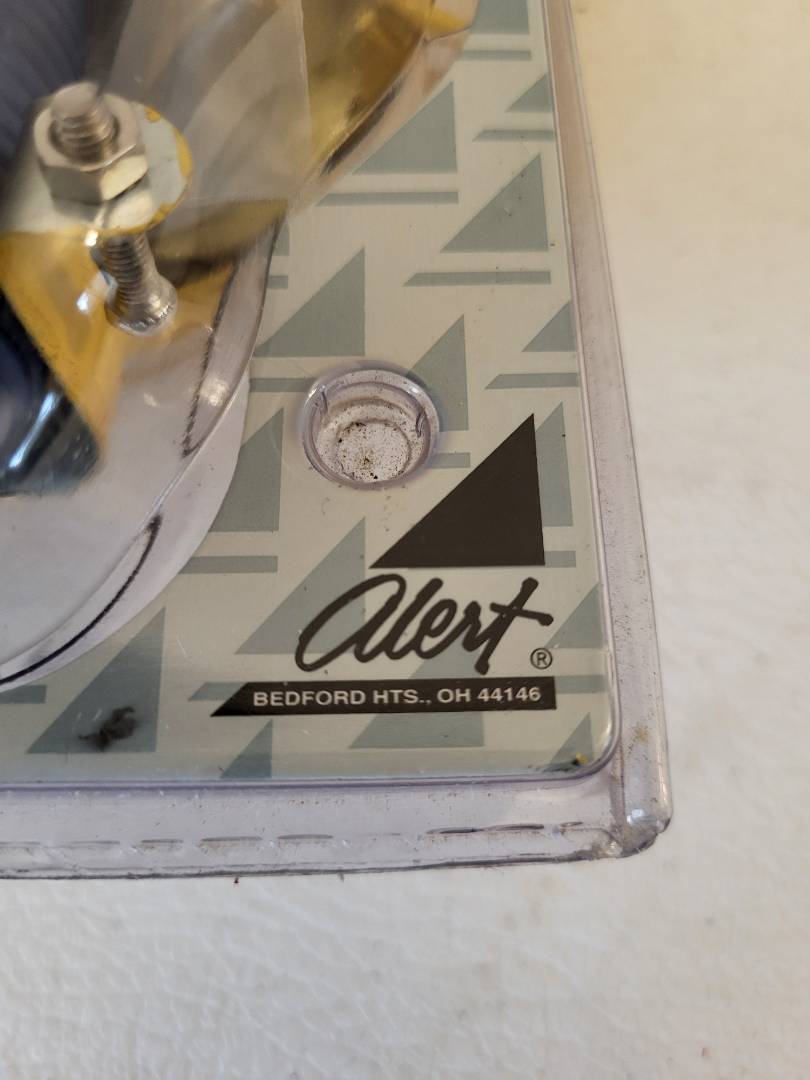 Alert®
BEDFORD HTS., OH 44146